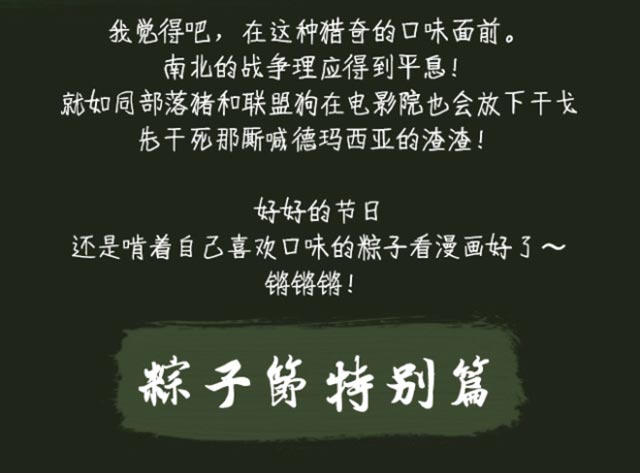 我觉得吧，在这种猎奇的口味面前。
南北的战争理应得到平息！
就如同部落猪和联盟狗在电影院也会放下干戈
先干死那厮喊德玛西亚的渣渣！
好好的节日
还是啃着自己喜欢口味的粽子看漫画好了～
锵锵锵！
粽子节特别篇